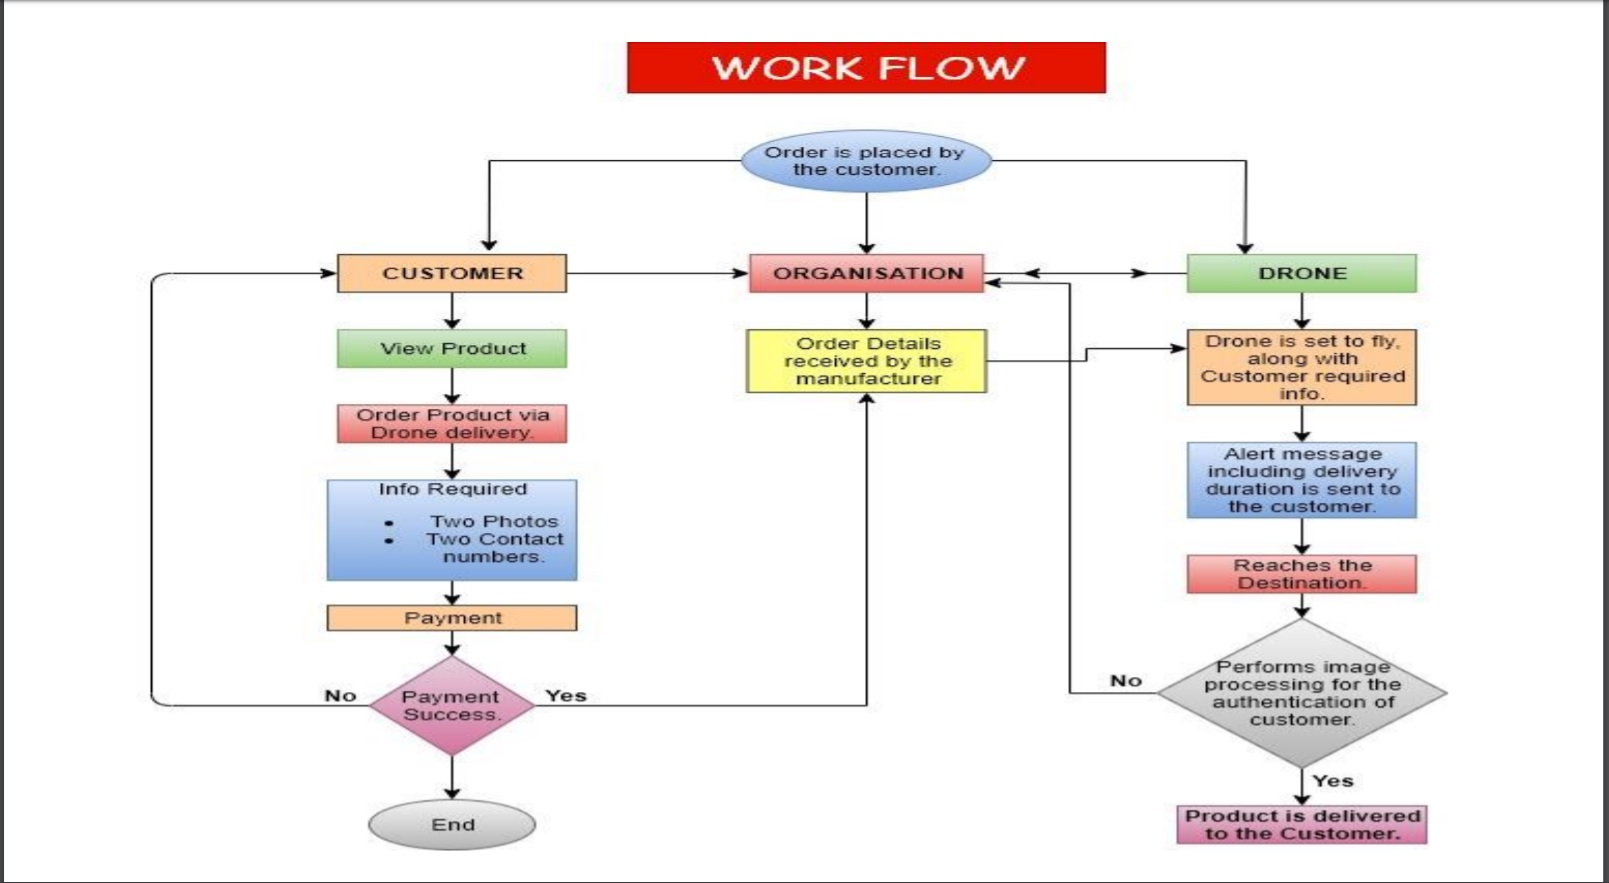 WORK FLOW
Order is placed by
the customer.
CUSTOMER
ORGANISATION
DRONE
View Product
Order Product via
Drone delivery.
Info Required
• Two Photos
• Two Contact
numbers.
Payment
Payment
Success.
No
Yes
End
Order Details
received by the
manufacturer
Drone is set to fly,
along with
Customer required
info.
Alert message
including delivery
duration is sent to
the customer.
Reaches the
Destination.
Performs image
processing for the
authentication of
customer.
No
Yes
Product is delivered
to the Customer.